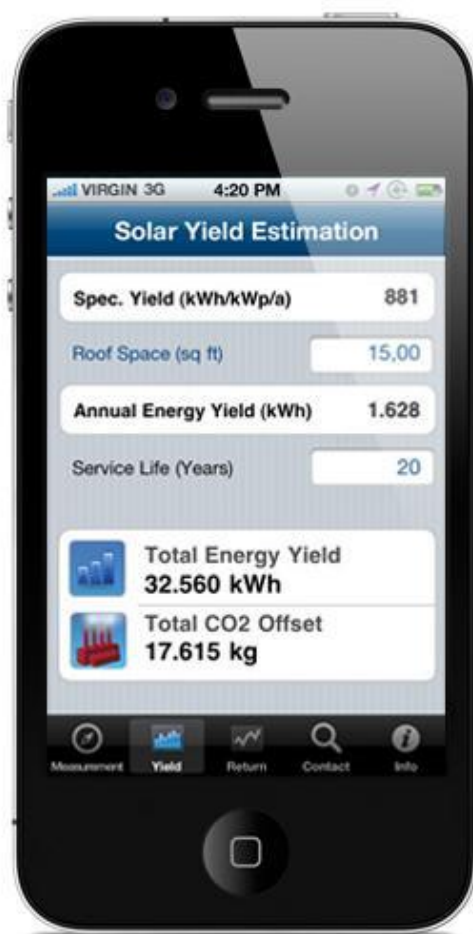 VIRGIN 3G 4:20 PM
Solar Yield Estimation
Spec. Yield (kWh/kWp/a) 881
Roof Space (sq ft) 15,00
Annual Energy Yield (kWh) 1.628
Service Life (Years) 20
Total Energy Yield
32.560 kWh
Total CO2 Offset
17.615 kg
Measurment Yield Return Contact Info